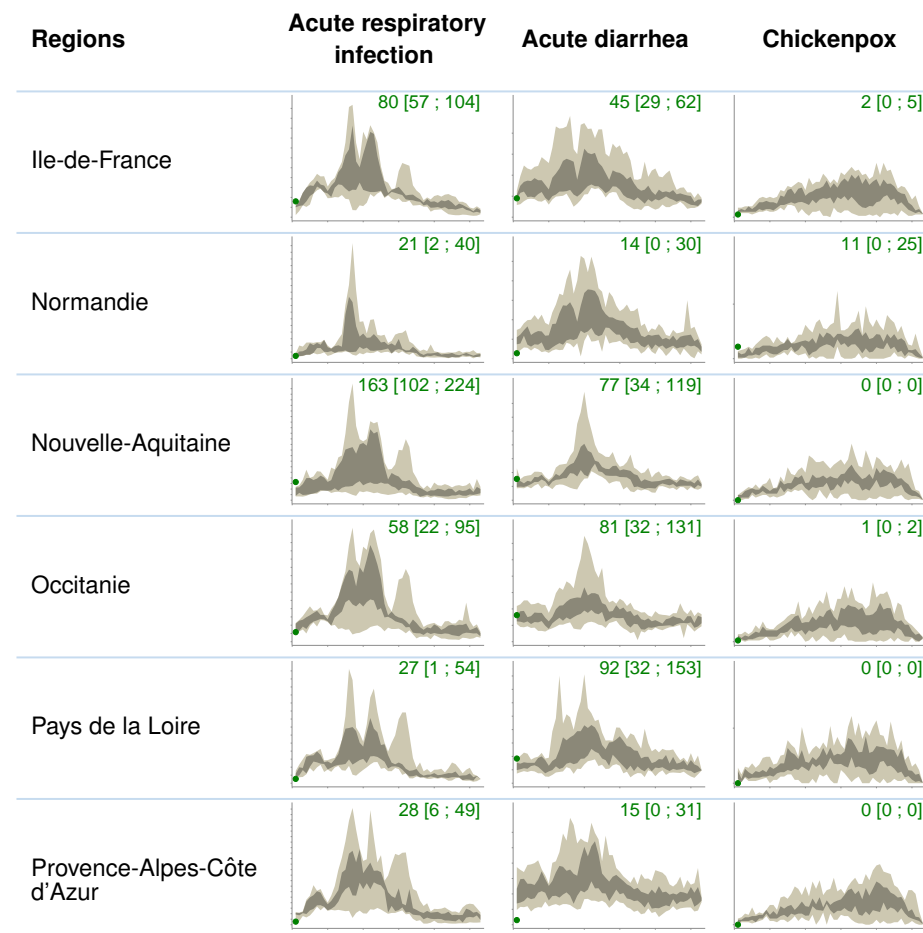 Regions
Acute respiratory
infection
Acute diarrhea
Chickenpox
Ile-de-France
80 [57 ; 104]
45 [29 ; 62]
2 [0 ; 5]
Normandie
21 [2 ; 40]
14 [0 ; 30]
11 [0 ; 25]
Nouvelle-Aquitaine
163 [102 ; 224]
77 [34 ; 119]
0 [0 ; 0]
Occitanie
58 [22 ; 95]
81 [32 ; 131]
1 [0 ; 2]
Pays de la Loire
27 [1 ; 54]
92 [32 ; 153]
0 [0 ; 0]
Provence-Alpes-Côte
d'Azur
28 [6 ; 49]
15 [0 ; 31]
0 [0 ; 0]